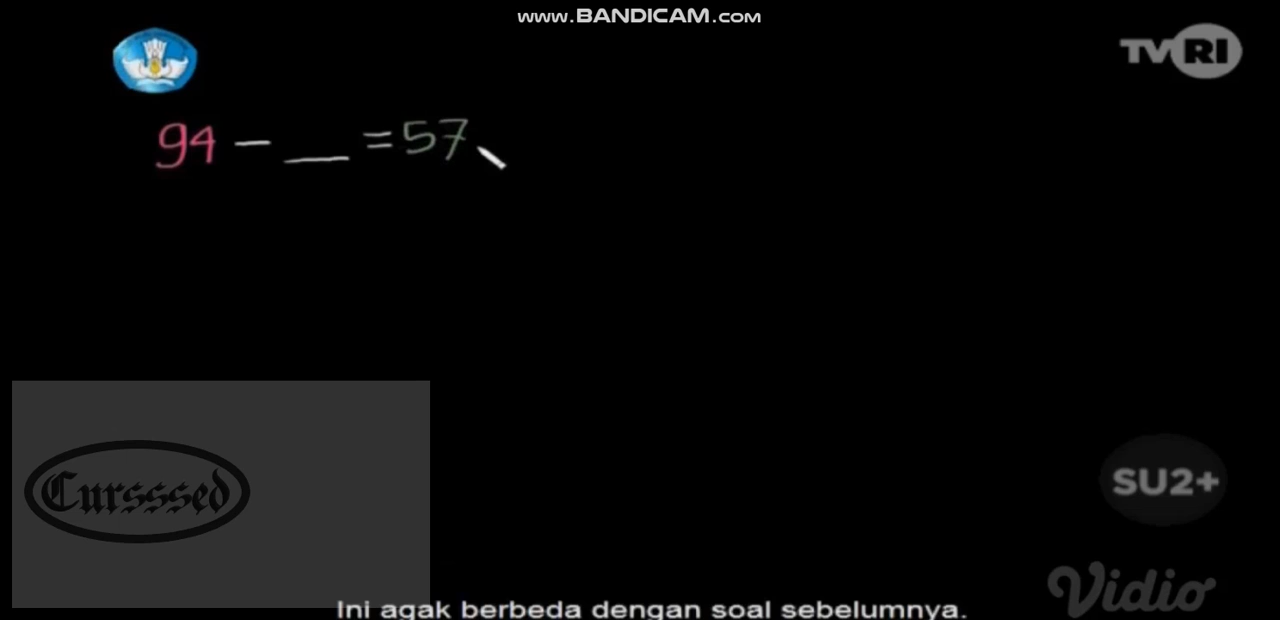 www.BANDICAM.com
TVRI
94 - __ = 57
Cursssed
SU2+
Vidio
Ini agak berbeda dengan soal sebelumnya.